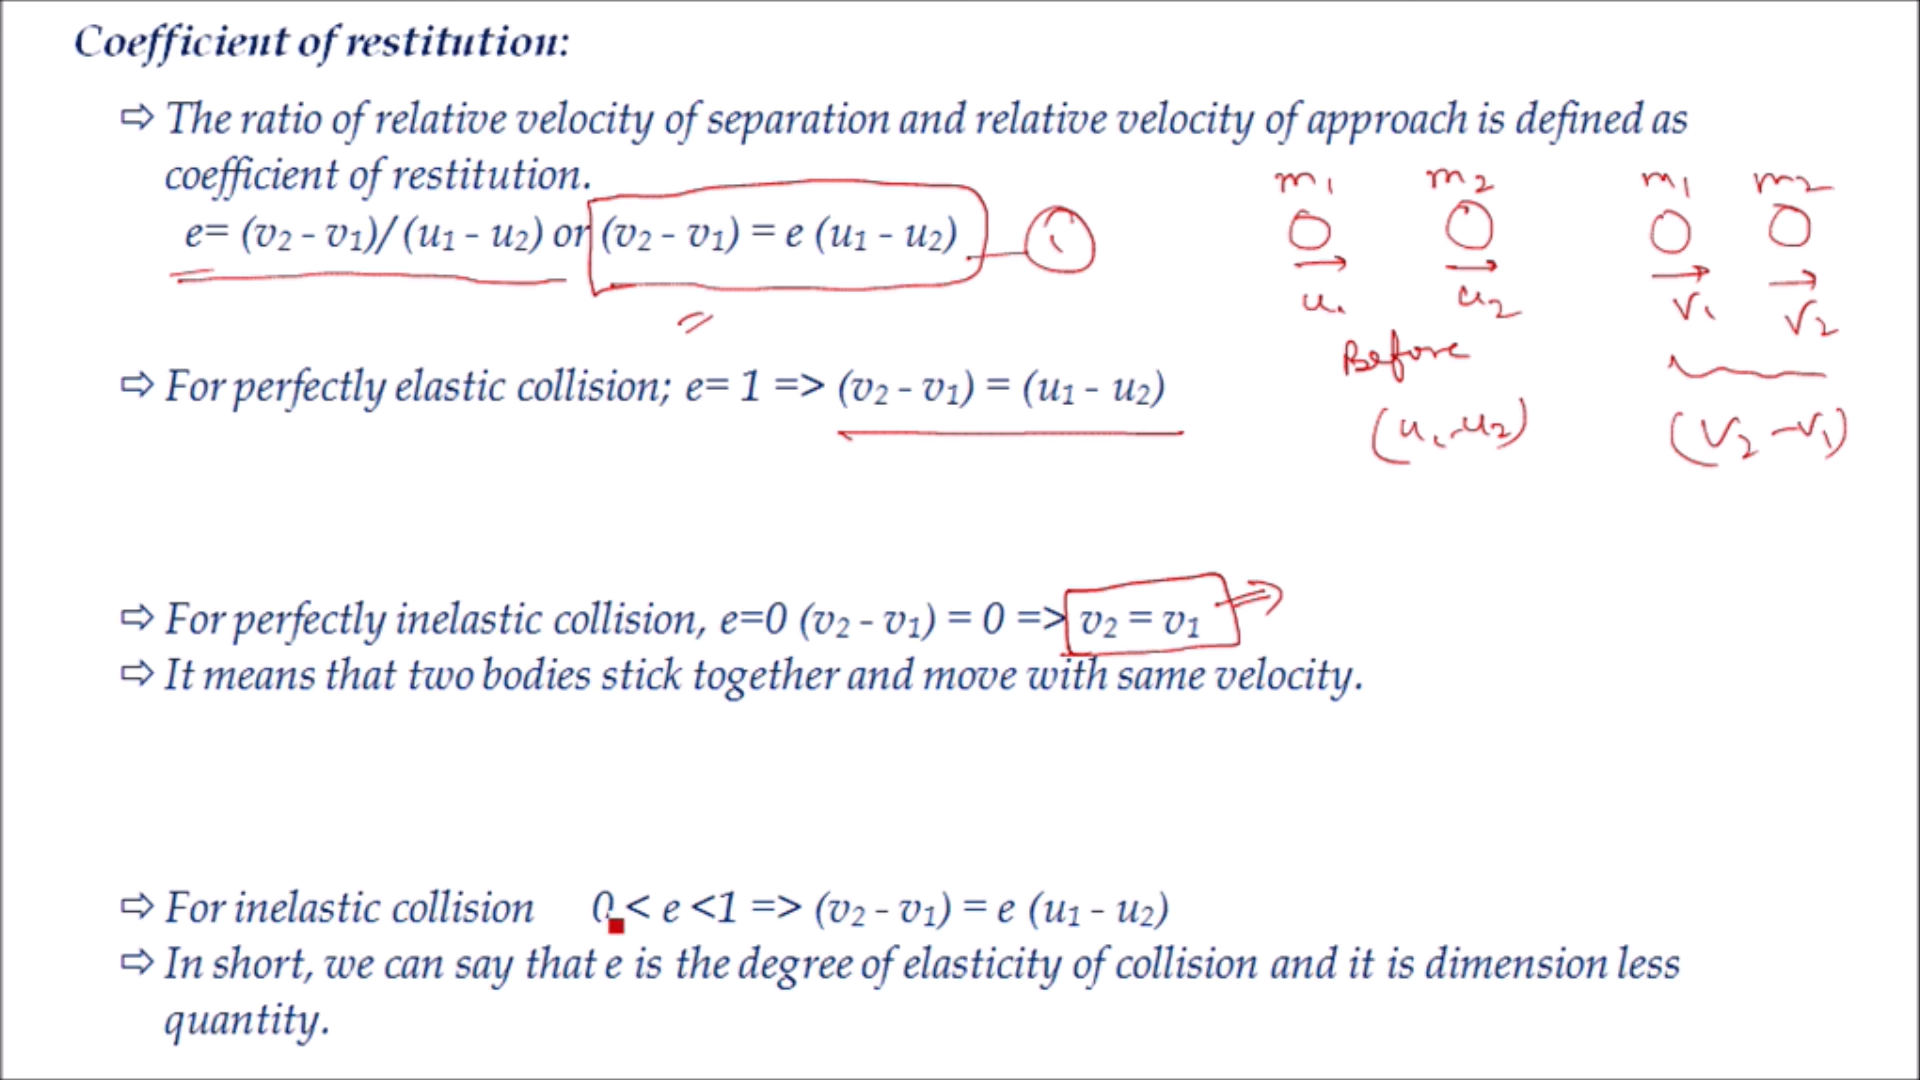 Coefficient of restitution:
⇨ The ratio of relative velocity of separation and relative velocity of approach is defined as
coefficient of restitution.
e= (v₂ - v₁)/(u₁ - u₂) or (v₂ - v₁) = e (u₁ - u₂) 1
m₁ m₂ m₁ m₂
u₁ u₂ v₁ v₂
Before
⇨ For perfectly elastic collision; e= 1 => (v₂ - v₁) = (u₁ - u₂)
(u₁-u₂) (v₂-v₁)
⇨ For perfectly inelastic collision, e=0 (v₂ - v₁) = 0 => v₂ = v₁
⇨ It means that two bodies stick together and move with same velocity.
⇨ For inelastic collision 0 < e <1 => (v₂ - v₁) = e (u₁ - u₂)
⇨ In short, we can say that e is the degree of elasticity of collision and it is dimension less
quantity.